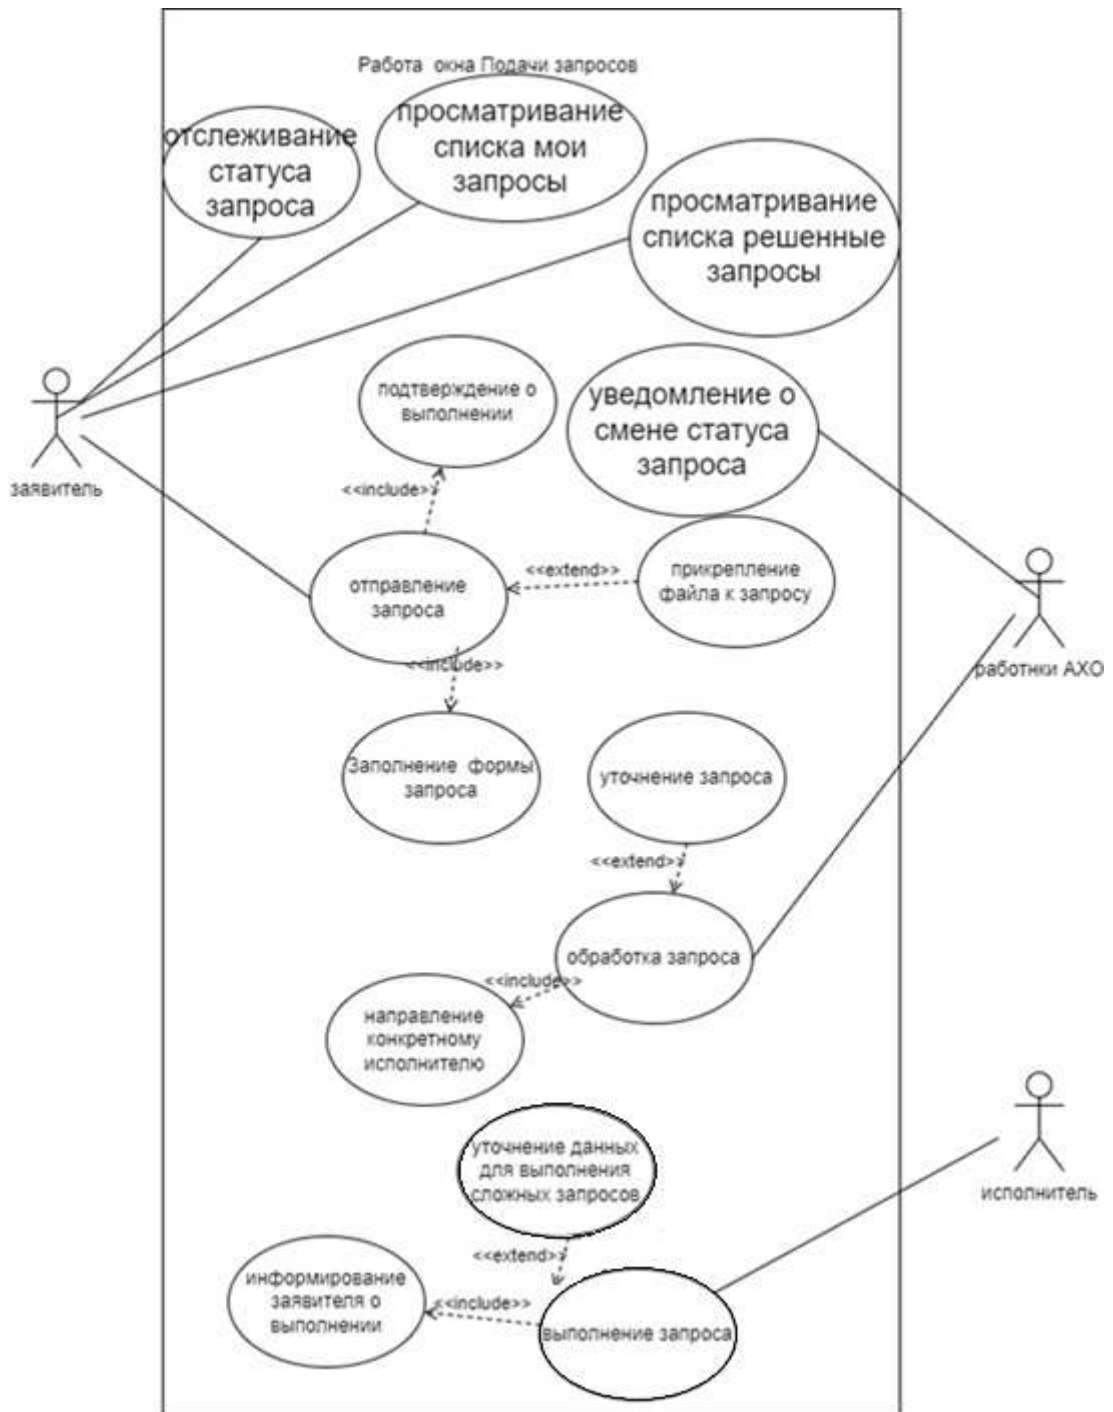 Работа окна Подачи запросов
отслеживание
статуса
запроса
просматривание
списка мои
запросы
просматривание
списка решенные
запросы
заявитель
подтверждение о
выполнении
уведомление о
смене статуса
запроса
<<include>>
<<extend>>
отправление
запроса
прикрепление
файла к запросу
работнки АХО
<<include>>
Заполнение формы
запроса
уточнение запроса
<<extend>>
обработка запроса
<<include>>
направление
конкретному
исполнителю
уточнение данных
для выполнения
сложных запросов
исполнитель
<<extend>>
информирование
заявителя о
выполнении
<<include>>
выполнение запроса